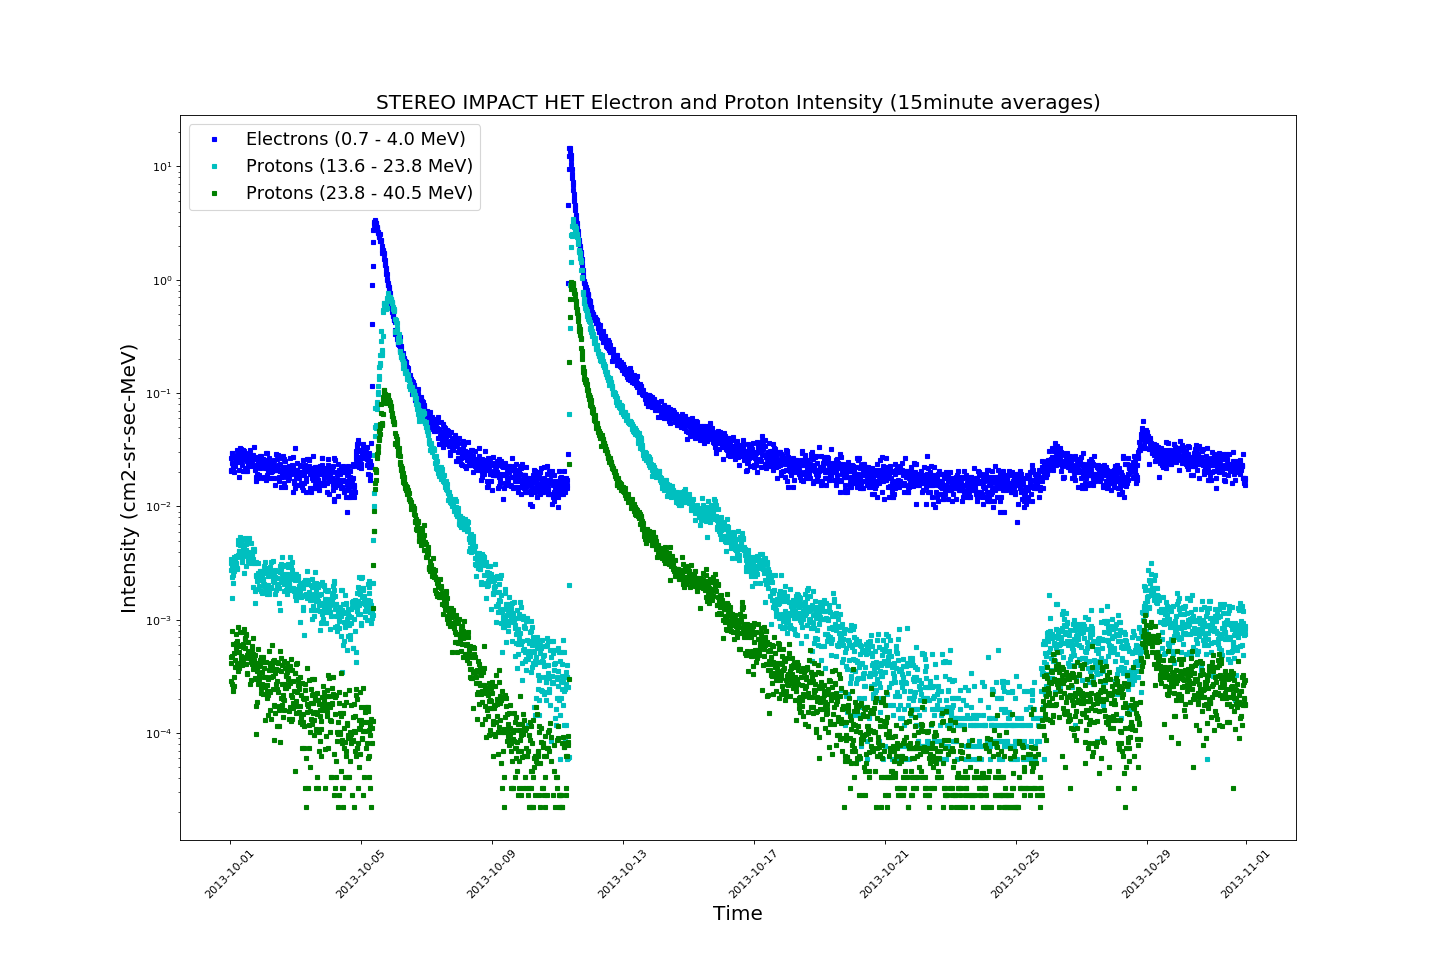 STEREO IMPACT HET Electron and Proton Intensity (15minute averages)
Electrons (0.7 - 4.0 MeV)
Protons (13.6 - 23.8 MeV)
Protons (23.8 - 40.5 MeV)
Intensity (cm2-sr-sec-MeV)
10¹
10⁰
10⁻¹
10⁻²
10⁻³
10⁻⁴
2013-10-01
2013-10-05
2013-10-09
2013-10-13
2013-10-17
2013-10-21
2013-10-25
2013-10-29
2013-11-01
Time